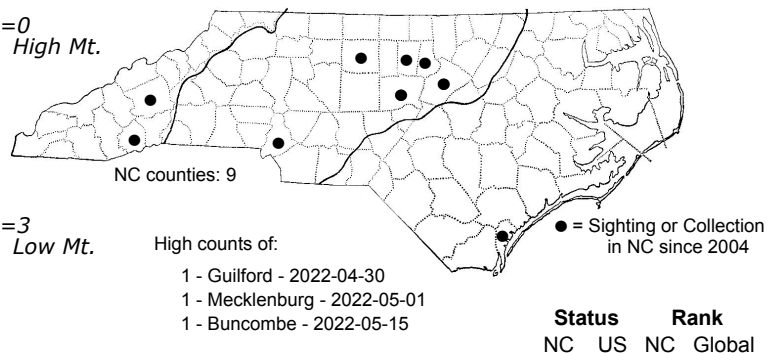 =0
High Mt.
NC counties: 9
=3
Low Mt.
High counts of:
1 - Guilford - 2022-04-30
1 - Mecklenburg - 2022-05-01
1 - Buncombe - 2022-05-15
= Sighting or Collection
in NC since 2004
Status Rank
NC US NC Global